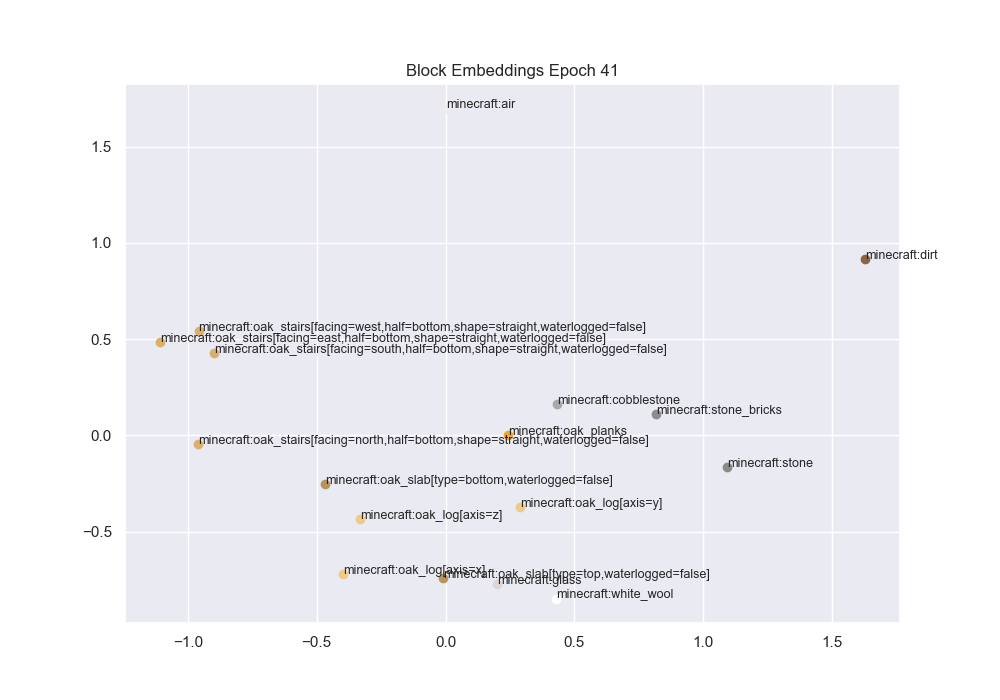 Block Embeddings Epoch 41
minecraft:air
1.5
1.0
minecraft:dirt
minecraft:oak_stairs[facing=west,half=bottom,shape=straight,waterlogged=false]
minecraft:oak_stairs[facing=east,half=bottom,shape=straight,waterlogged=false]
0.5
minecraft:oak_stairs[facing=south,half=bottom,shape=straight,waterlogged=false]
minecraft:cobblestone
minecraft:stone_bricks
minecraft:oak_planks
0.0
minecraft:oak_stairs[facing=north,half=bottom,shape=straight,waterlogged=false]
minecraft:stone
minecraft:oak_slab[type=bottom,waterlogged=false]
minecraft:oak_log[axis=y]
minecraft:oak_log[axis=z]
−0.5
minecraft:oak_log[axis=x]
minecraft:oak_slab[type=top,waterlogged=false]
minecraft:glass
minecraft:white_wool
−1.0 −0.5 0.0 0.5 1.0 1.5